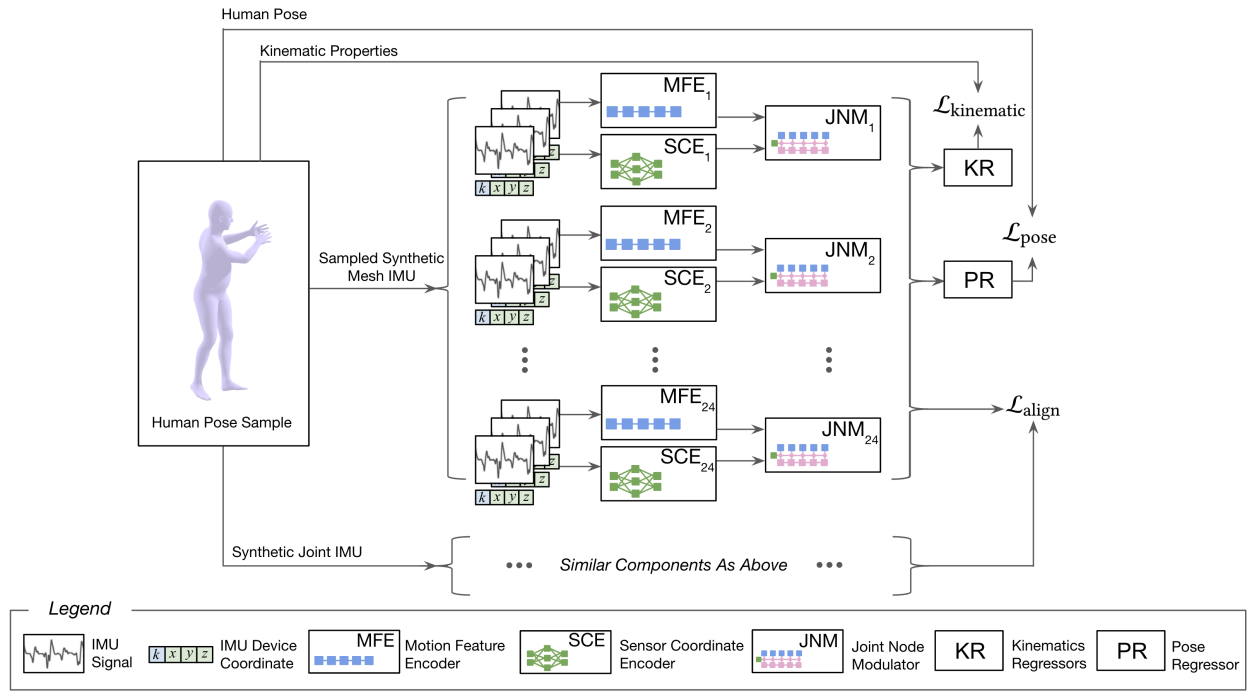 Human Pose
Kinematic Properties
MFE1
JNM1
SCE1
z
z
k x y z
ℒkinematic
KR
Human Pose Sample
Sampled Synthetic
Mesh IMU
MFE2
JNM2
SCE2
z
z
k x y z
ℒpose
PR
MFE24
JNM24
SCE24
z
z
k x y z
ℒalign
Synthetic Joint IMU
Similar Components As Above
Legend
IMU
Signal
k x y z
IMU Device
Coordinate
MFE
Motion Feature
Encoder
SCE
Sensor Coordinate
Encoder
JNM
Joint Node
Modulator
KR
Kinematics
Regressors
PR
Pose
Regressor